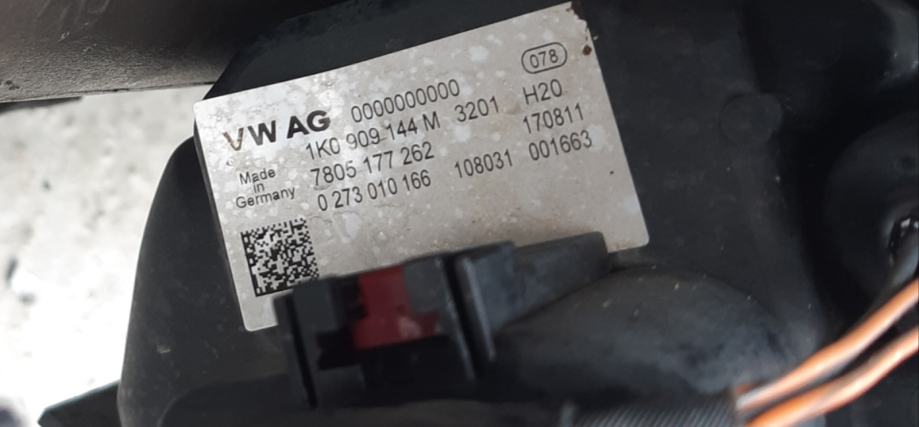 078
VW AG 0000000000
1K0 909 144 M 3201 H20
Made in Germany
7805 177 262 170811
0 273 010 166 108031 001663